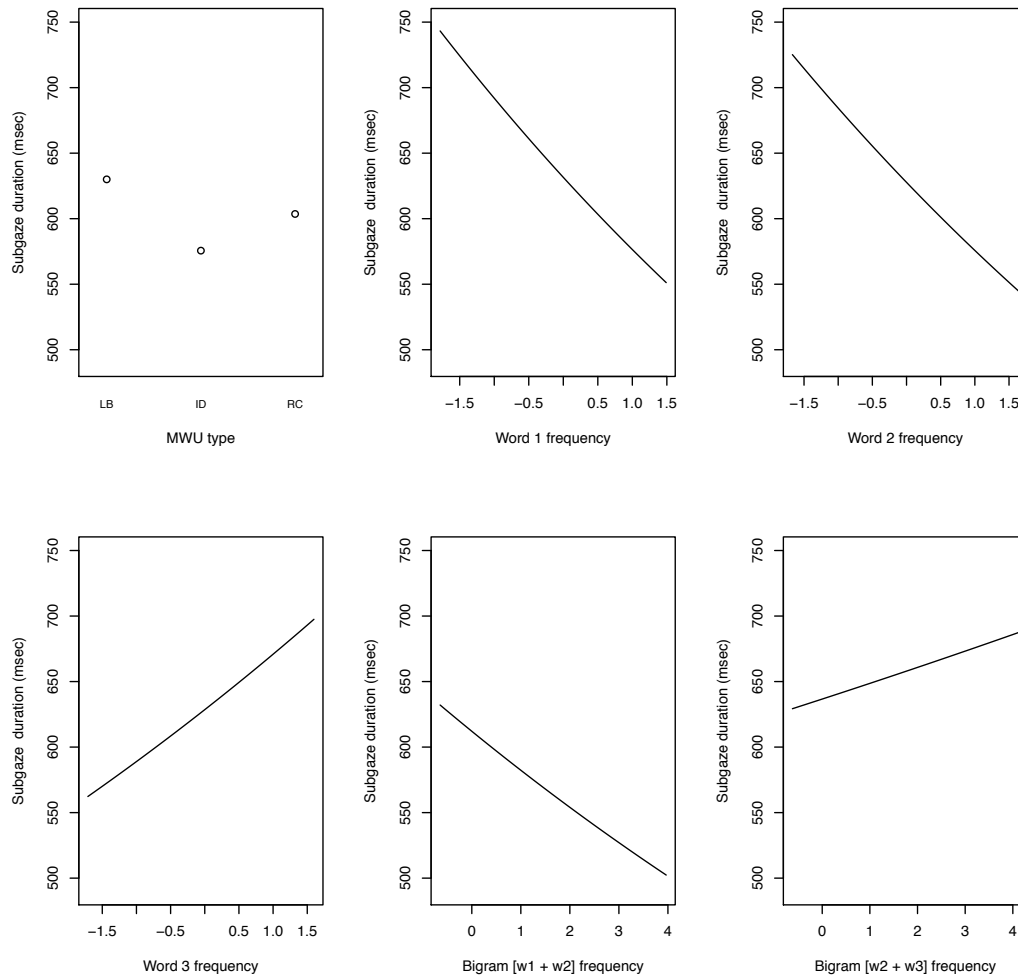 750
700
650
600
550
500
Subgaze duration (msec)
LB ID RC
MWU type
750
700
650
600
550
500
Subgaze duration (msec)
−1.5 −0.5 0.5 1.0 1.5
Word 1 frequency
750
700
650
600
550
500
Subgaze duration (msec)
−1.5 −0.5 0.5 1.0 1.5
Word 2 frequency
750
700
650
600
550
500
Subgaze duration (msec)
−1.5 −0.5 0.5 1.0 1.5
Word 3 frequency
750
700
650
600
550
500
Subgaze duration (msec)
0 1 2 3 4
Bigram [w1 + w2] frequency
750
700
650
600
550
500
Subgaze duration (msec)
0 1 2 3 4
Bigram [w2 + w3] frequency